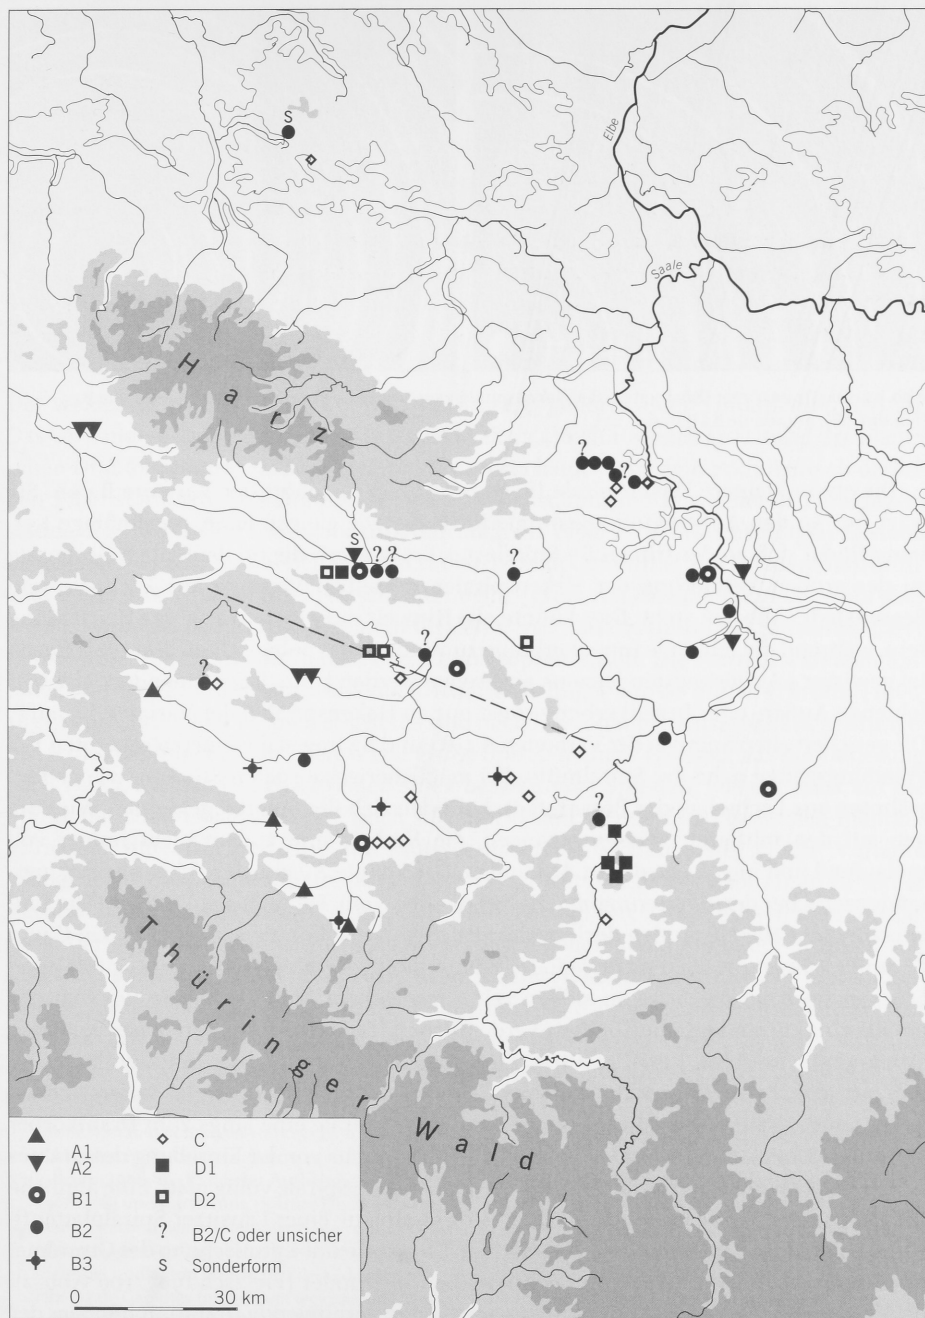 S
Elbe
Saale
Harz
?
?
S
? ?
?
?
?
?
Thüringer Wald
A1
A2
B1
B2
B3
C
D1
D2
? B2/C oder unsicher
S Sonderform
0 30 km